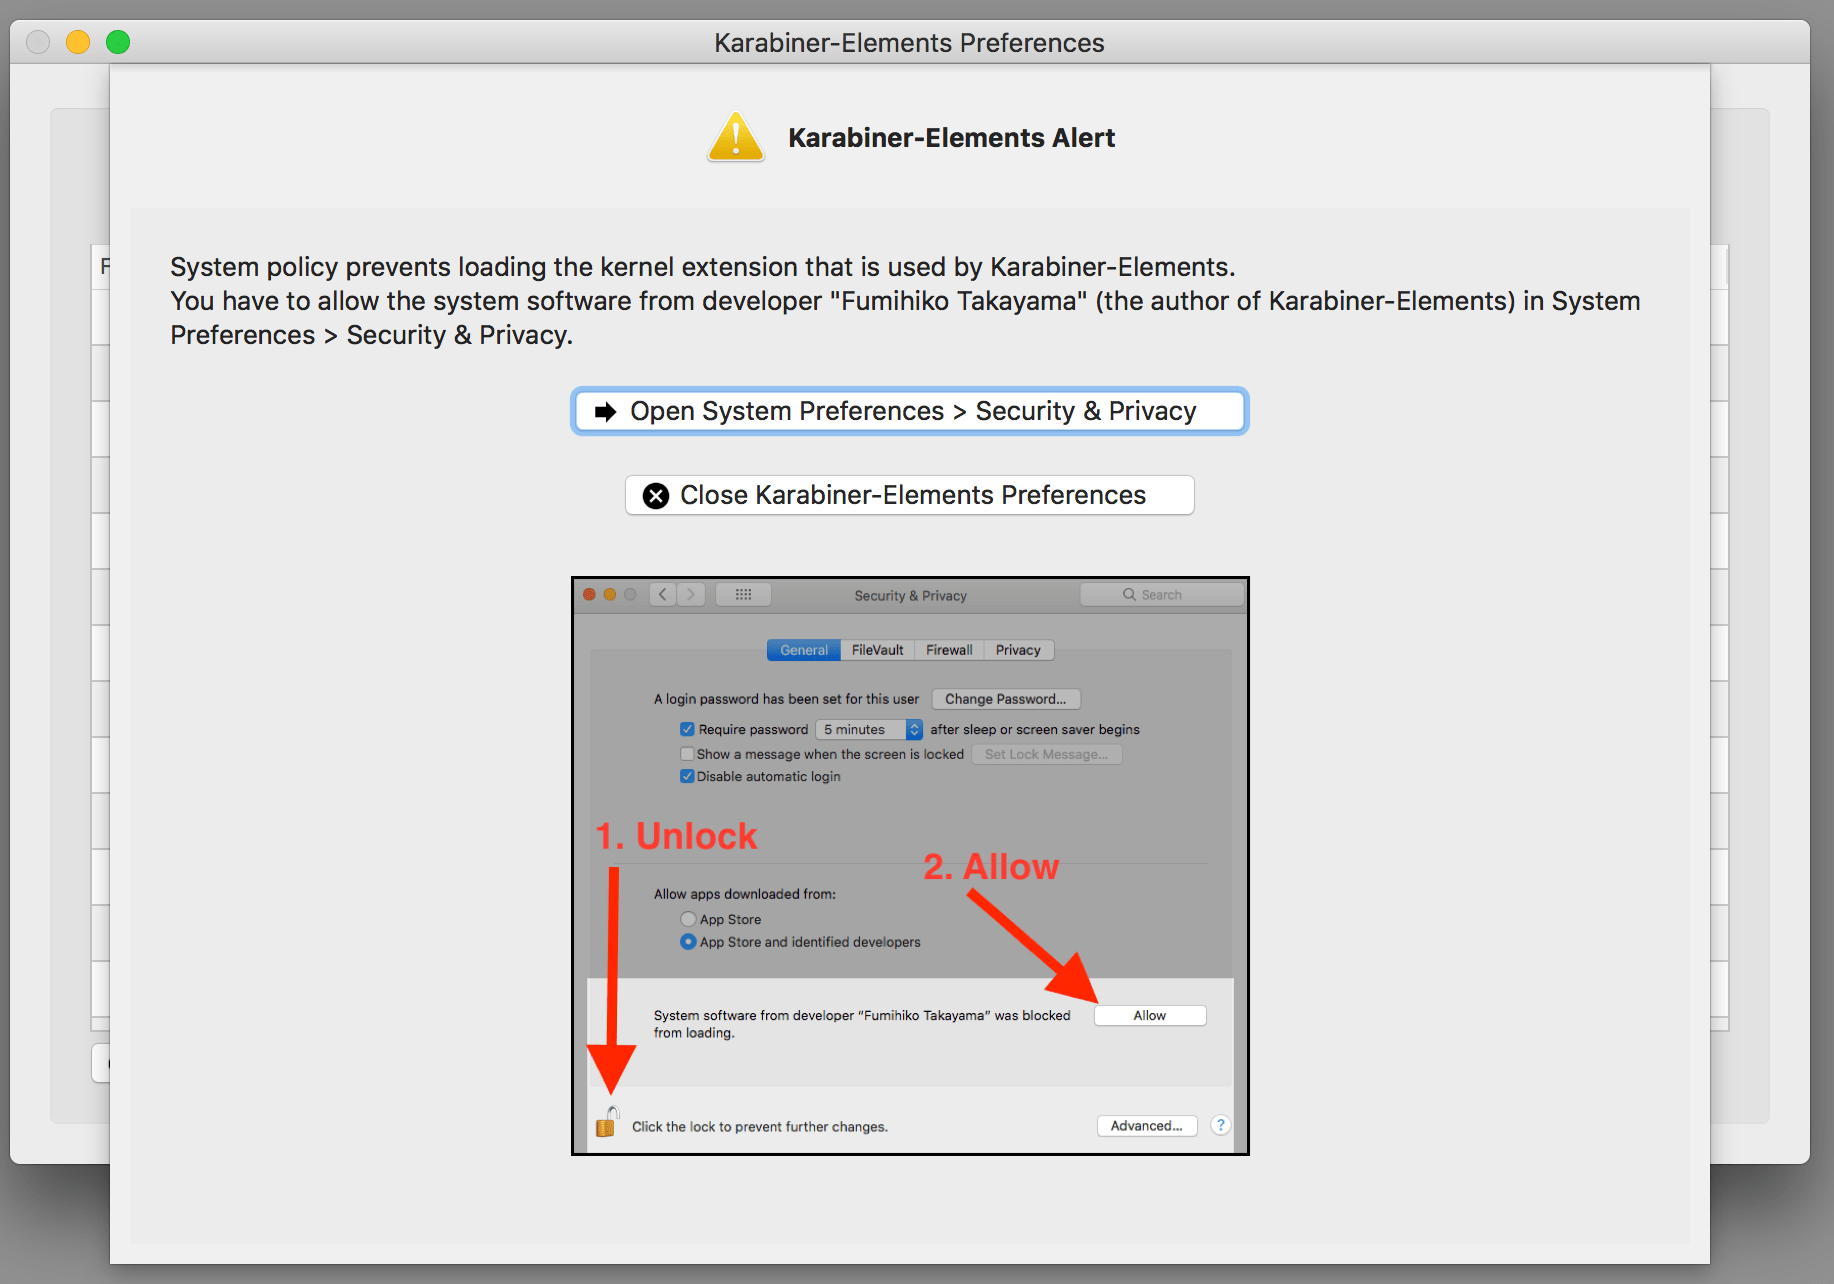 Karabiner-Elements Preferences
Karabiner-Elements Alert
System policy prevents loading the kernel extension that is used by Karabiner-Elements.
You have to allow the system software from developer "Fumihiko Takayama" (the author of Karabiner-Elements) in System
Preferences > Security & Privacy.
Open System Preferences > Security & Privacy
Close Karabiner-Elements Preferences
Security & Privacy
Search
General FileVault Firewall Privacy
A login password has been set for this user Change Password...
Require password 5 minutes after sleep or screen saver begins
Show a message when the screen is locked Set Lock Message...
Disable automatic login
1. Unlock
2. Allow
Allow apps downloaded from:
App Store
App Store and identified developers
System software from developer “Fumihiko Takayama” was blocked
from loading.
Allow
Click the lock to prevent further changes.
Advanced...
?